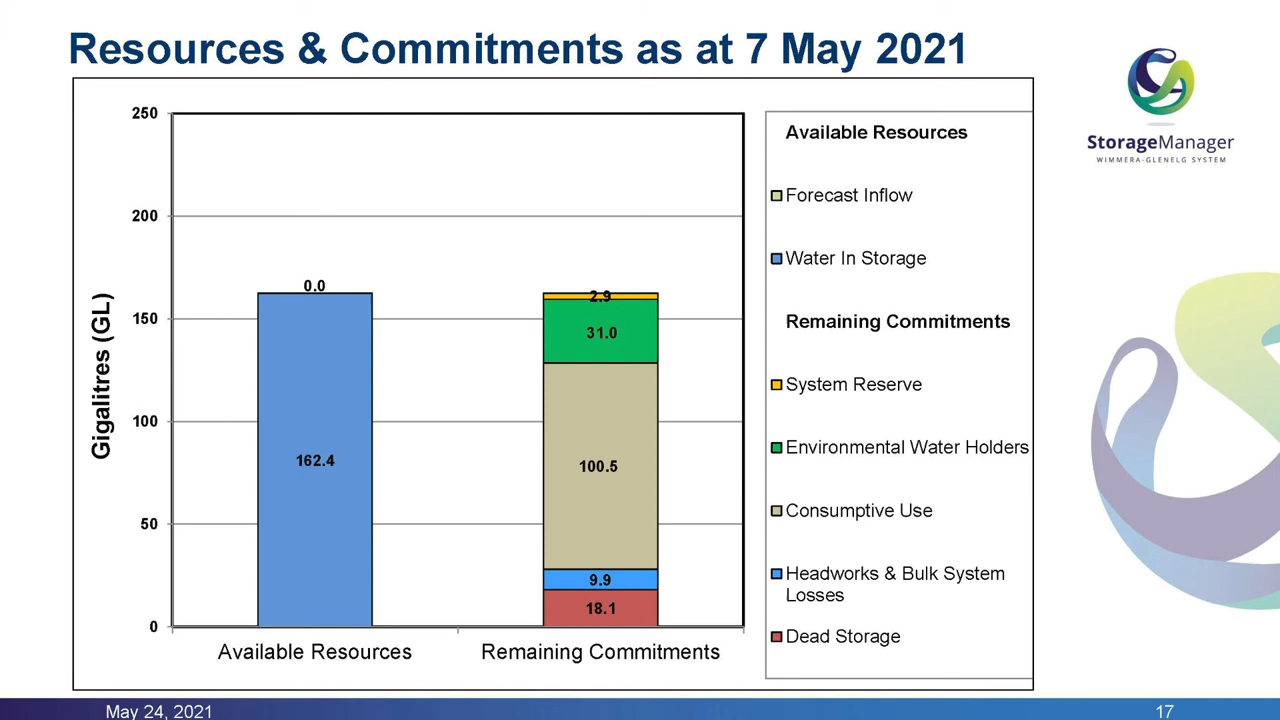 Resources & Commitments as at 7 May 2021
StorageManager
WIMMERA-GLENELG SYSTEM
Gigalitres (GL)
250
200
150
100
50
0
0.0
162.4
2.9
31.0
100.5
9.9
18.1
Available Resources
Remaining Commitments
Available Resources
Forecast Inflow
Water In Storage
Remaining Commitments
System Reserve
Environmental Water Holders
Consumptive Use
Headworks & Bulk System
Losses
Dead Storage
May 24, 2021
17